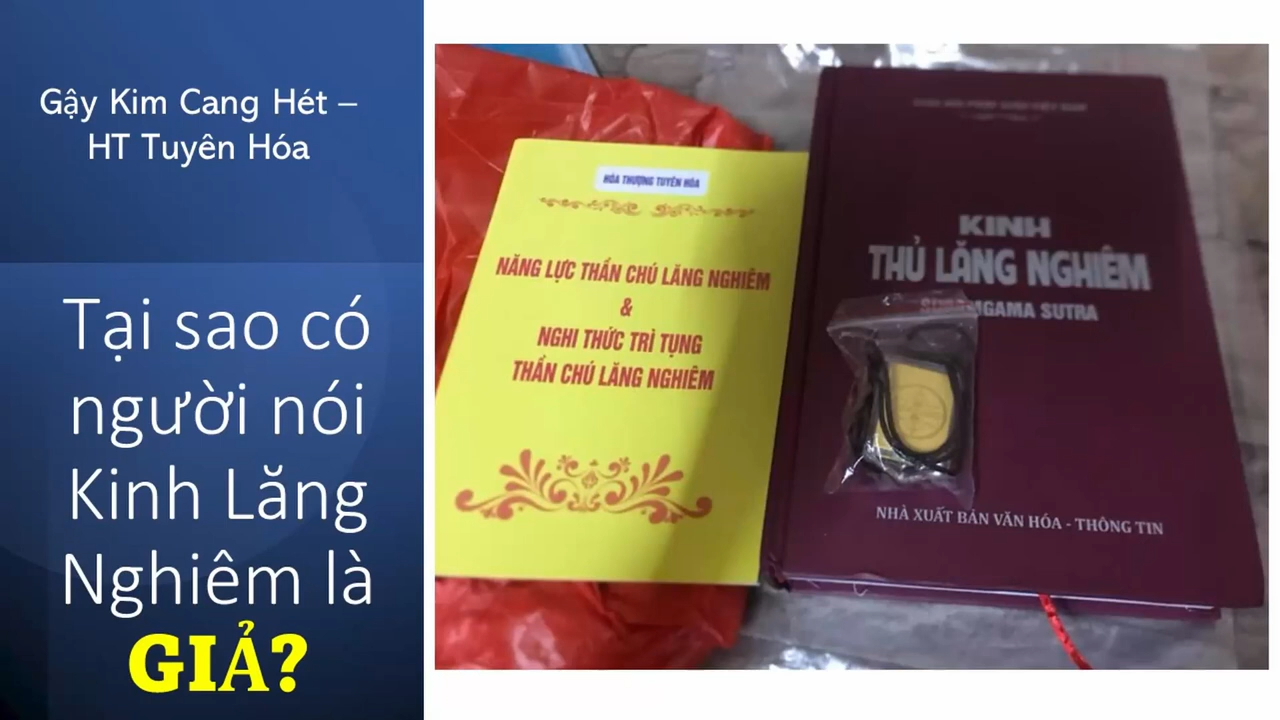 Gậy Kim Cang Hét –
HT Tuyên Hóa
Tại sao có
người nói
Kinh Lăng
Nghiêm là
GIẢ?
HÒA THƯỢNG TUYÊN HÓA
NĂNG LỰC THẦN CHÚ LĂNG NGHIÊM
&
NGHI THỨC TRÌ TỤNG
THẦN CHÚ LĂNG NGHIÊM
KINH
THỦ LĂNG NGHIÊM
SUTRA
NHÀ XUẤT BẢN VĂN HÓA - THÔNG TIN